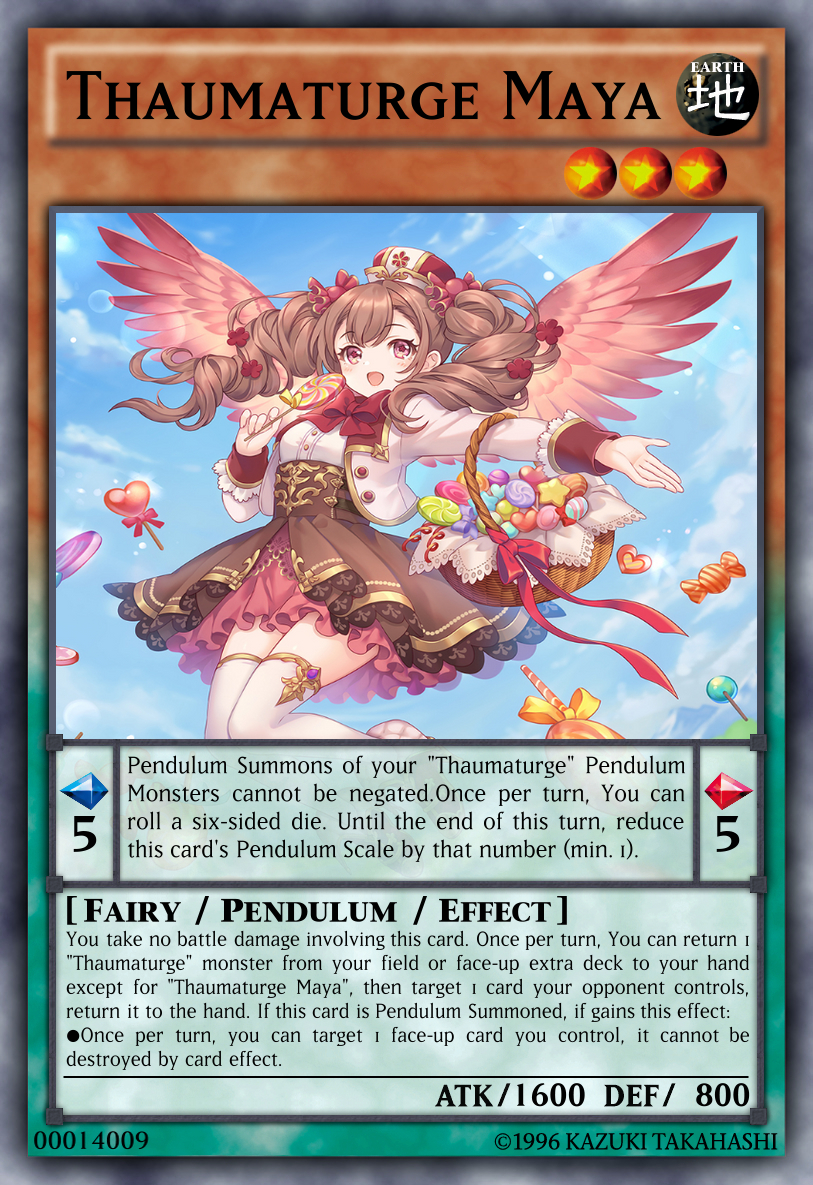 Thaumaturge Maya
EARTH
地
Pendulum Summons of your "Thaumaturge" Pendulum
Monsters cannot be negated.Once per turn, You can
roll a six-sided die. Until the end of this turn, reduce
this card's Pendulum Scale by that number (min. 1).
5
5
[ Fairy / Pendulum / Effect ]
You take no battle damage involving this card. Once per turn, You can return 1
"Thaumaturge" monster from your field or face-up extra deck to your hand
except for "Thaumaturge Maya", then target 1 card your opponent controls,
return it to the hand. If this card is Pendulum Summoned, if gains this effect:
●Once per turn, you can target 1 face-up card you control, it cannot be
destroyed by card effect.
ATK/1600 DEF/ 800
00014009
©1996 KAZUKI TAKAHASHI